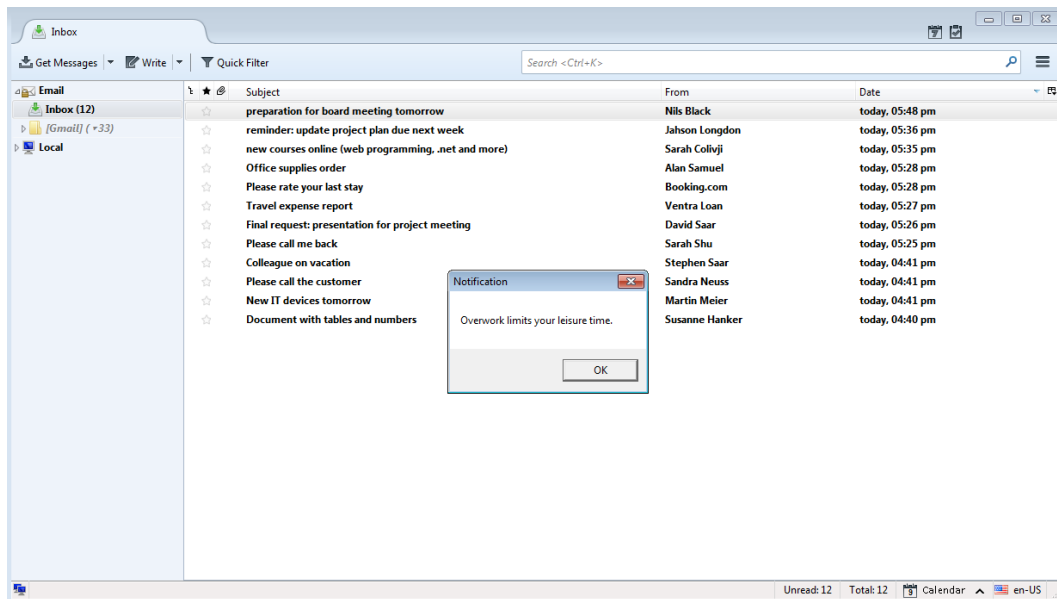 Inbox
Get Messages Write Quick Filter Search <Ctrl+K>
Email
Inbox (12)
[Gmail] (▾33)
Local
Subject From Date
preparation for board meeting tomorrow Nils Black today, 05:48 pm
reminder: update project plan due next week Jahson Longdon today, 05:36 pm
new courses online (web programming, .net and more) Sarah Colivji today, 05:35 pm
Office supplies order Alan Samuel today, 05:28 pm
Please rate your last stay Booking.com today, 05:28 pm
Travel expense report Ventra Loan today, 05:27 pm
Final request: presentation for project meeting David Saar today, 05:26 pm
Please call me back Sarah Shu today, 05:25 pm
Colleague on vacation Stephen Saar today, 04:41 pm
Please call the customer Sandra Neuss today, 04:41 pm
New IT devices tomorrow Martin Meier today, 04:41 pm
Document with tables and numbers Susanne Hanker today, 04:40 pm
Notification
Overwork limits your leisure time.
OK
Unread: 12 Total: 12 9 Calendar en-US